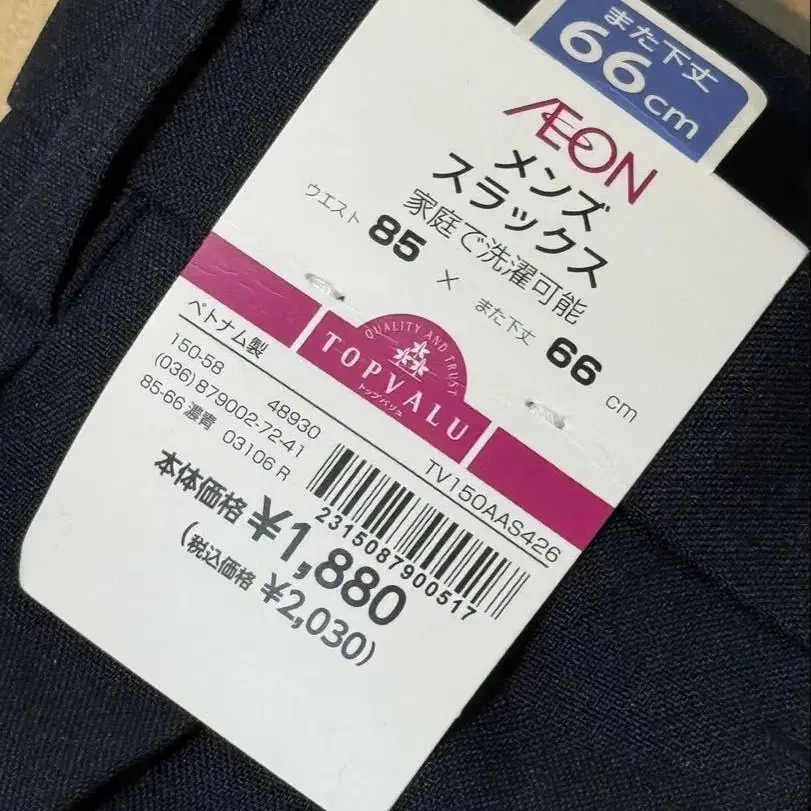 また下丈
66cm
ÆON
メンズ
スラックス
家庭で洗濯可能
ウエスト 85 × また下丈 66 cm
QUALITY AND TRUST
TOPVALU
トップバリュ
ベトナム製
150-58 48930
(036)879002-72-41
85-66 濃青 03106 R
TV150AAS426
2315087900517
本体価格 ¥1,880
(税込価格 ¥2,030)